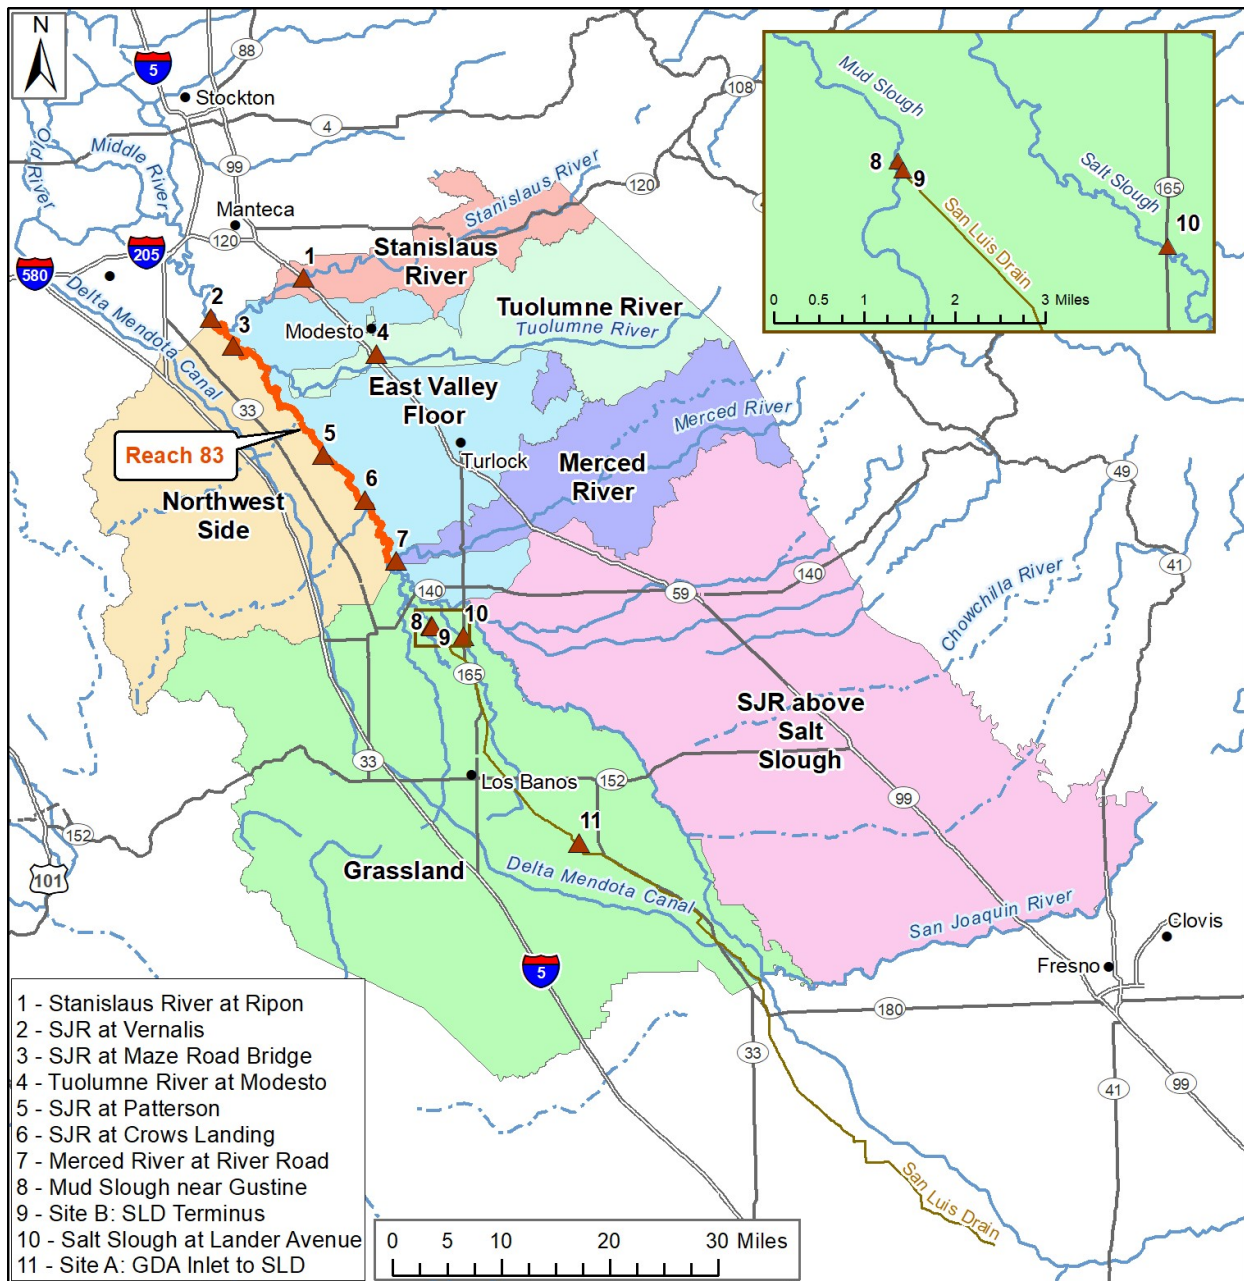 N
5
88
Stockton
108
4
Old River
Middle River
99
Stanislaus River
120
Manteca
120
205
580
1
Stanislaus
River
2
3
Delta Mendota Canal
Modesto
4
Tuolumne River
Tuolumne River
East Valley
Floor
33
5
Reach 83
Turlock
Merced River
Merced
River
6
Northwest
Side
7
49
41
140
140
59
Chowchilla River
8
9
10
165
SJR above
Salt
Slough
33
Los Banos
152
99
152
101
11
Grassland
Delta Mendota Canal
San Joaquin River
Clovis
Fresno
5
180
33
41
99
San Luis Drain
Mud Slough
8
9
Salt Slough
165
San Luis Drain
10
0 0.5 1 2 3 Miles
1 - Stanislaus River at Ripon
2 - SJR at Vernalis
3 - SJR at Maze Road Bridge
4 - Tuolumne River at Modesto
5 - SJR at Patterson
6 - SJR at Crows Landing
7 - Merced River at River Road
8 - Mud Slough near Gustine
9 - Site B: SLD Terminus
10 - Salt Slough at Lander Avenue
11 - Site A: GDA Inlet to SLD
0 5 10 20 30 Miles